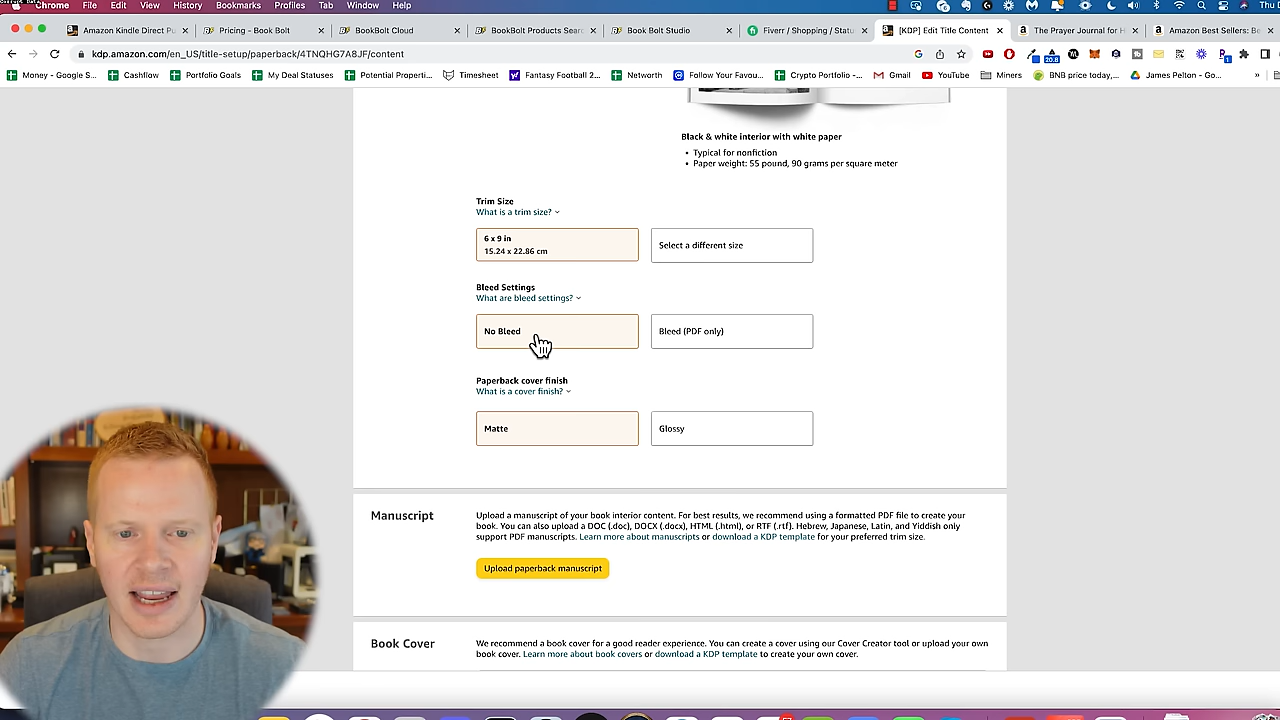 Chrome File Edit View History Bookmarks Profiles Tab Window Help
Amazon Kindle Direct Pu Pricing – Book Bolt BookBolt Cloud BookBolt Products Sear Book Bolt Studio Fiverr / Shopping / Statu [KDP] Edit Title Content The Prayer Journal for H Amazon Best Sellers: Be
kdp.amazon.com/en_US/title-setup/paperback/4TNQHG7A8JF/content
Money - Google S... Cashflow Portfolio Goals My Deal Statuses Potential Properti... Timesheet Fantasy Football 2... Networth Follow Your Favou... Crypto Portfolio -... Gmail YouTube Miners BNB price today,... James Pelton - Go... »
Black & white interior with white paper
• Typical for nonfiction
• Paper weight: 55 pound, 90 grams per square meter
Trim Size
What is a trim size?
6 x 9 in
15.24 x 22.86 cm
Select a different size
Bleed Settings
What are bleed settings?
No Bleed
Bleed (PDF only)
Paperback cover finish
What is a cover finish?
Matte
Glossy
Manuscript
Upload a manuscript of your book interior content. For best results, we recommend using a formatted PDF file to create your
book. You can also upload a DOC (.doc), DOCX (.docx), HTML (.html), or RTF (.rtf). Hebrew, Japanese, Latin, and Yiddish only
support PDF manuscripts. Learn more about manuscripts or download a KDP template for your preferred trim size.
Upload paperback manuscript
Book Cover
We recommend a book cover for a good reader experience. You can create a cover using our Cover Creator tool or upload your own
book cover. Learn more about book covers or download a KDP template to create your own cover.